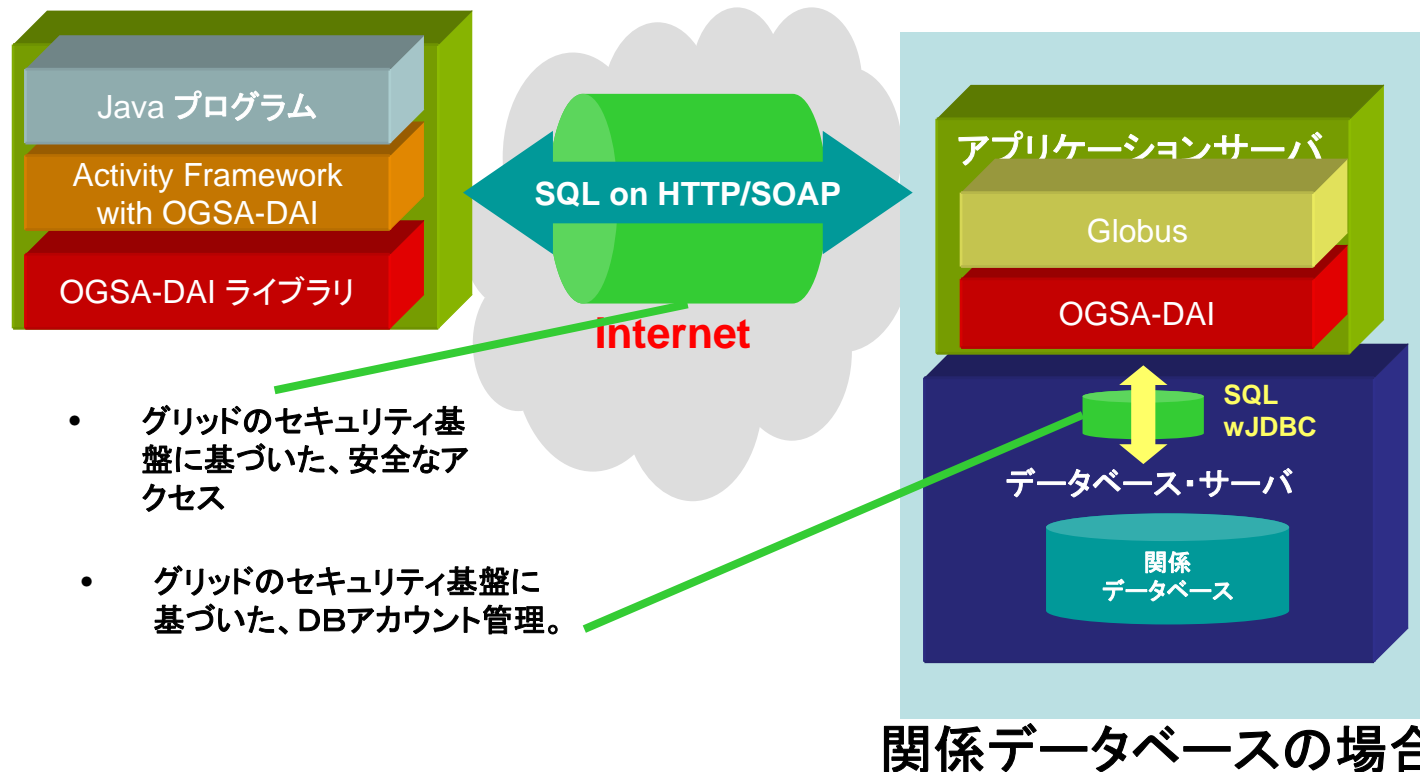 Java プログラム
Activity Framework
with OGSA-DAI
OGSA-DAI ライブラリ
SQL on HTTP/SOAP
Internet
アプリケーションサーバ
Globus
OGSA-DAI
SQL
wJDBC
データベース・サーバ
関係
データベース
• グリッドのセキュリティ基
盤に基づいた、安全なア
クセス
• グリッドのセキュリティ基盤に
基づいた、DBアカウント管理。
関係データベースの場合